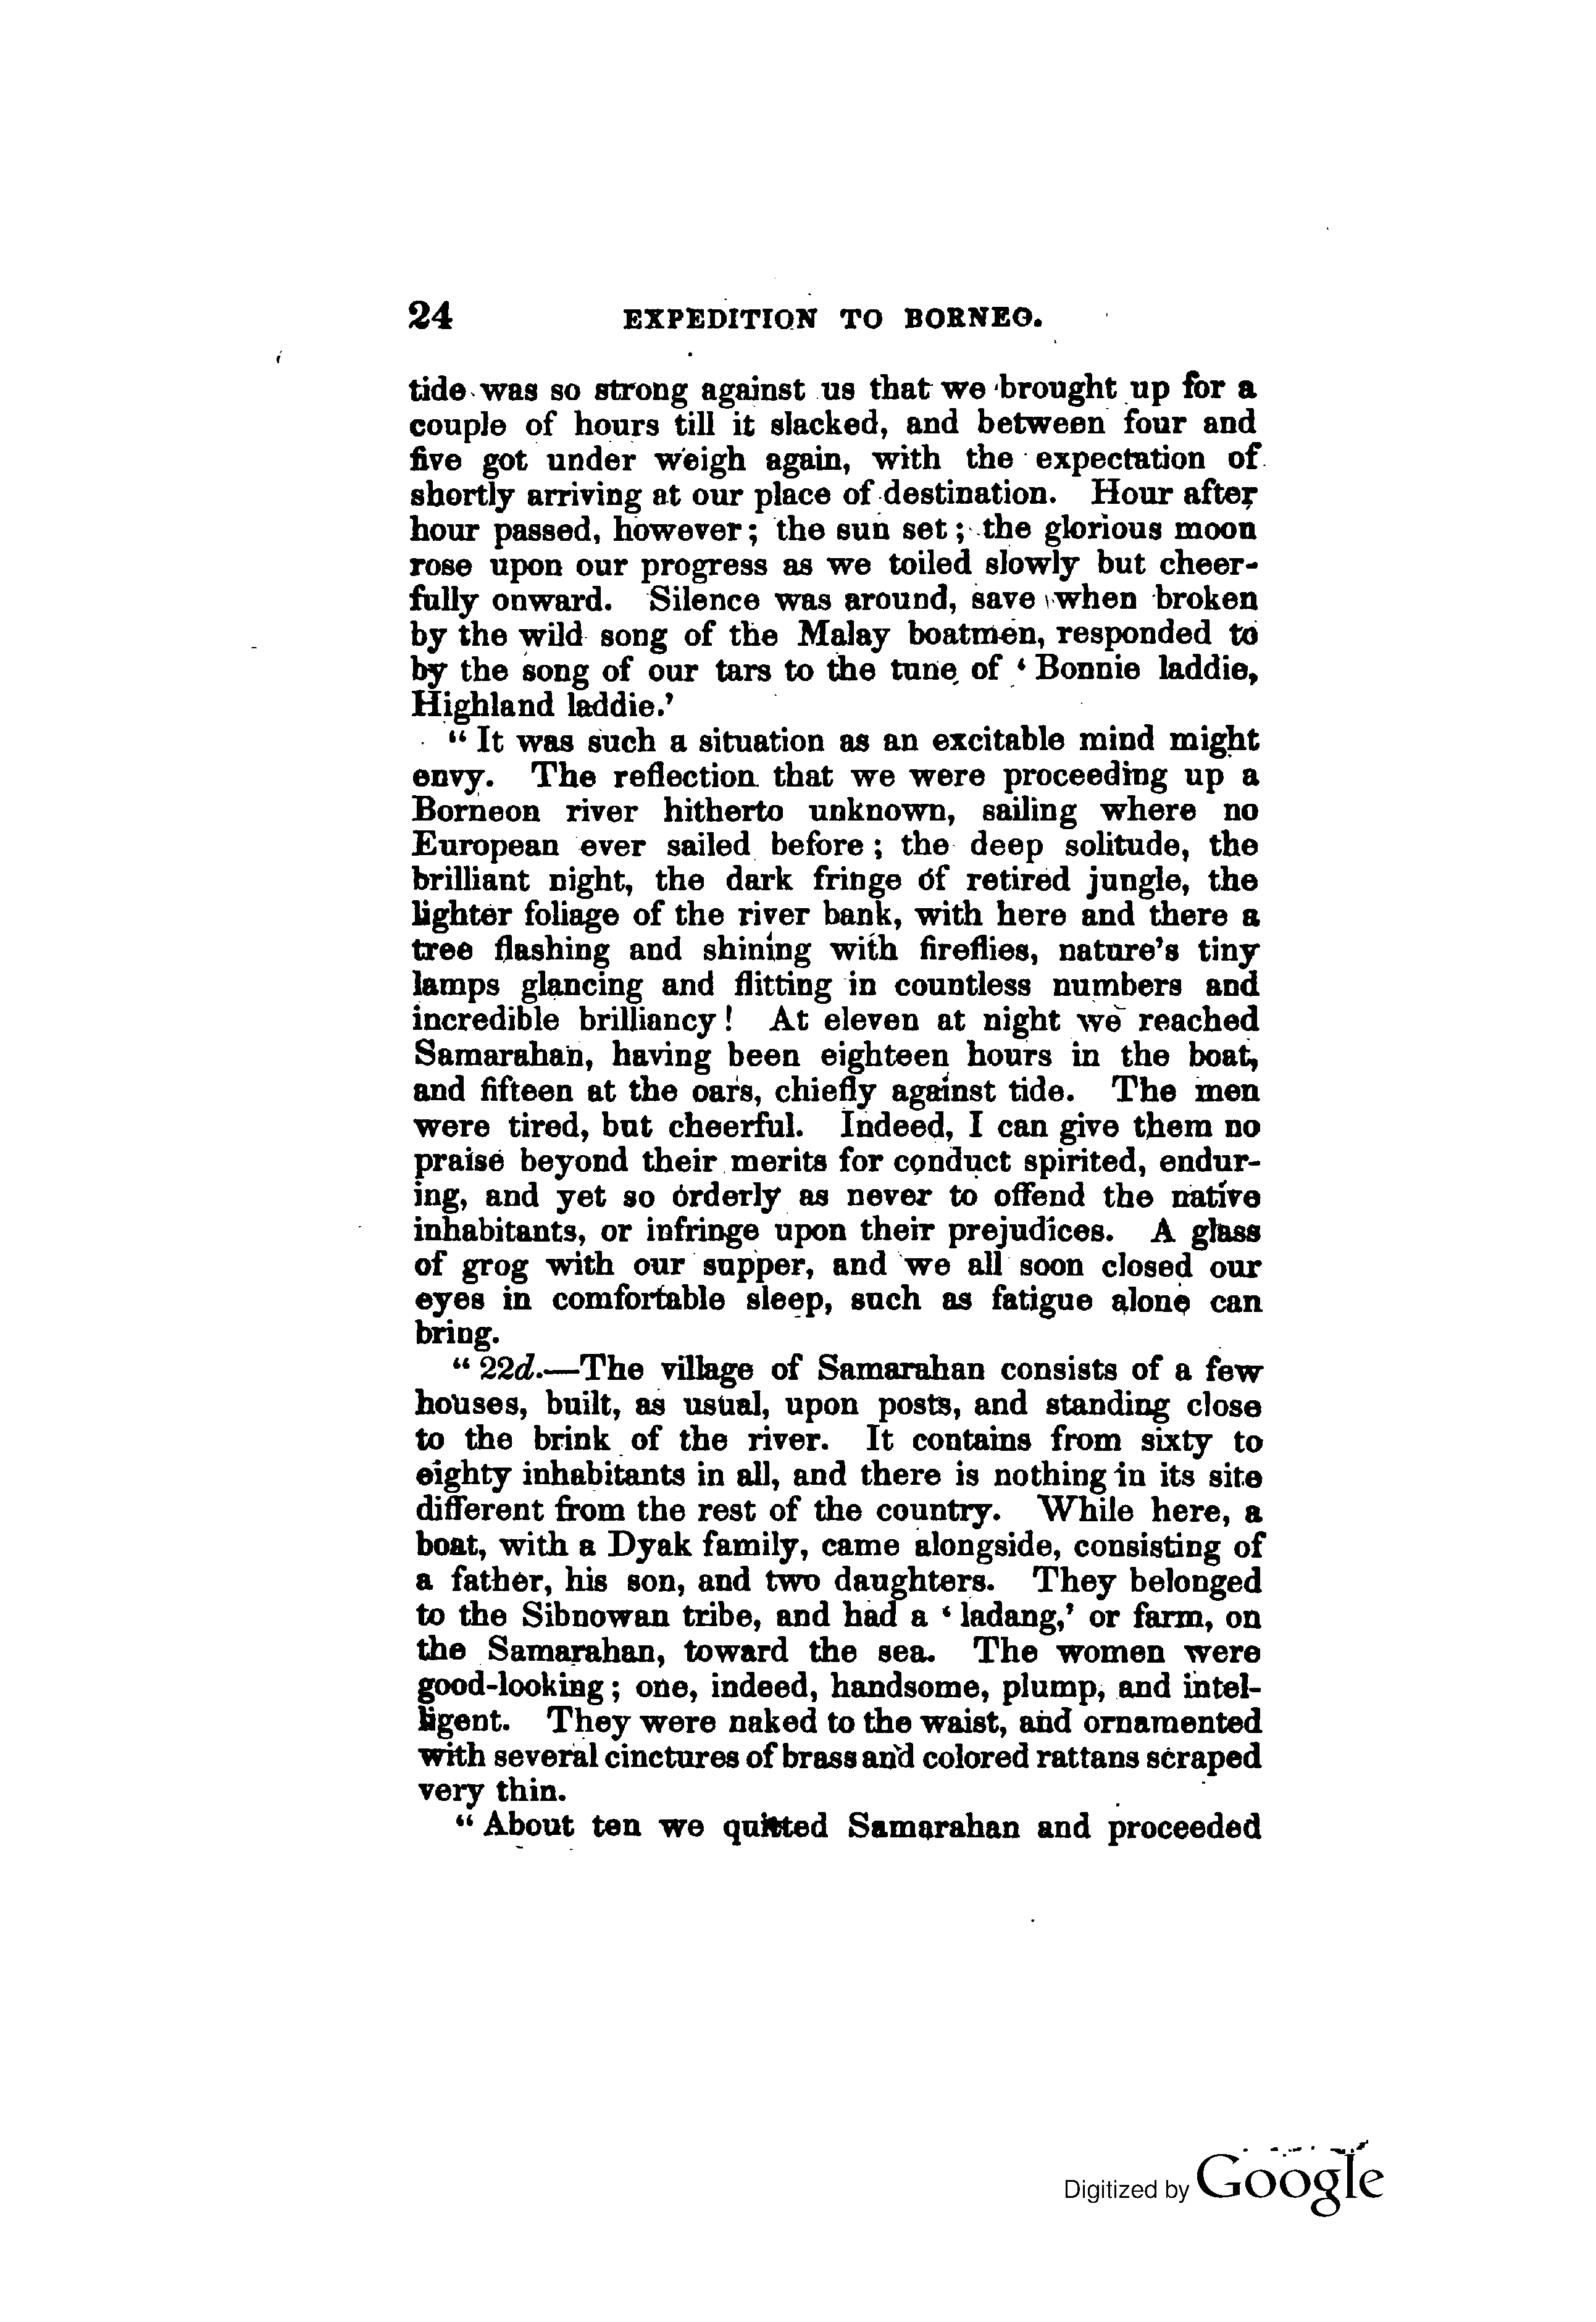 24 EXPEDITION TO BORNEO.
tide was so strong against us that we brought up for a
couple of hours till it slacked, and between four and
five got under weigh again, with the expectation of
shortly arriving at our place of destination. Hour after
hour passed, however; the sun set; the glorious moon
rose upon our progress as we toiled slowly but cheer-
fully onward. Silence was around, save when broken
by the wild song of the Malay boatmen, responded to
by the song of our tars to the tune of ‘Bonnie laddie,
Highland laddie.’
“It was such a situation as an excitable mind might
envy. The reflection that we were proceeding up a
Borneon river hitherto unknown, sailing where no
European ever sailed before; the deep solitude, the
brilliant night, the dark fringe of retired jungle, the
lighter foliage of the river bank, with here and there a
tree flashing and shining with fireflies, nature’s tiny
lamps glancing and flitting in countless numbers and
incredible brilliancy! At eleven at night we reached
Samarahan, having been eighteen hours in the boat,
and fifteen at the oars, chiefly against tide. The men
were tired, but cheerful. Indeed, I can give them no
praise beyond their merits for conduct spirited, endur-
ing, and yet so orderly as never to offend the native
inhabitants, or infringe upon their prejudices. A glass
of grog with our supper, and we all soon closed our
eyes in comfortable sleep, such as fatigue alone can
bring.
“22d.—The village of Samarahan consists of a few
houses, built, as usual, upon posts, and standing close
to the brink of the river. It contains from sixty to
eighty inhabitants in all, and there is nothing in its site
different from the rest of the country. While here, a
boat, with a Dyak family, came alongside, consisting of
a father, his son, and two daughters. They belonged
to the Sibnowan tribe, and had a ‘ladang,’ or farm, on
the Samarahan, toward the sea. The women were
good-looking; one, indeed, handsome, plump, and intel-
ligent. They were naked to the waist, and ornamented
with several cinctures of brass and colored rattans scraped
very thin.
“About ten we quitted Samarahan and proceeded
Digitized by Google